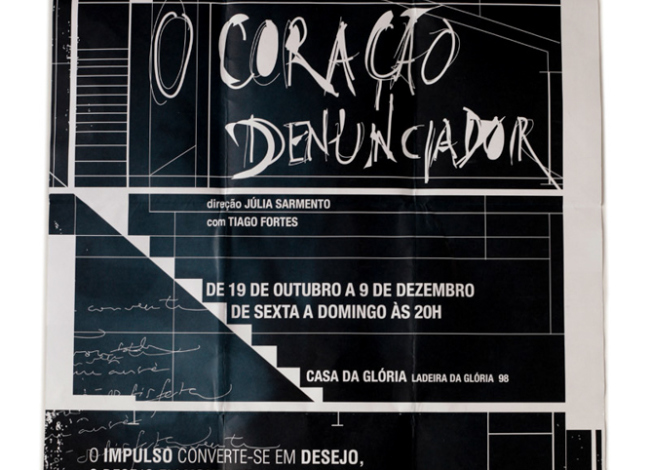 O CORAÇÃO
DENUNCIADOR
direção JÚLIA SARMENTO
com TIAGO FORTES
DE 19 DE OUTUBRO A 9 DE DEZEMBRO
DE SEXTA A DOMINGO ÀS 20H
CASA DA GLÓRIA LADEIRA DA GLÓRIA 98
O IMPULSO CONVERTE-SE EM DESEJO,